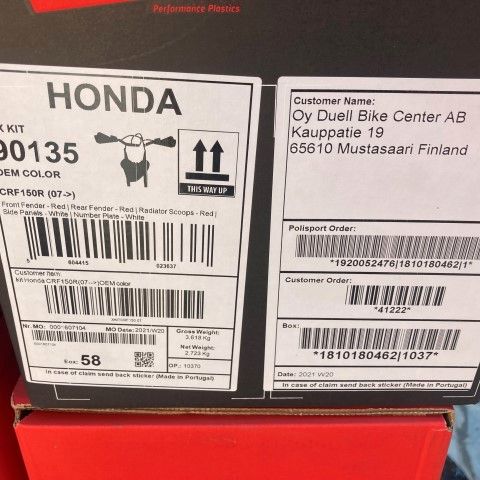 Performance Plastics
HONDA
X KIT
90135
OEM COLOR
CRF150R (07->)
Front Fender - Red | Rear Fender - Red | Radiator Scoops - Red |
Side Panels - White | Number Plate - White
THIS WAY UP
5 604415 023637
Customer Item:
kit Honda CRF150R(07->)OEM color
Nr. MO: 0001607104
MO Date: 2021/W20
Box: 58
Gross Weight:
3,618 Kg
Net Weight:
2,723 Kg
OP.: 10370
In case of claim send back sticker (Made in Portugal)
Customer Name:
Oy Duell Bike Center AB
Kauppatie 19
65610 Mustasaari Finland
Polisport Order:
*1920052476|1810180462|1*
Customer Order:
*41222*
Box:
*1810180462|1037*
Date: 2021 W20
In case of claim send back sticker (Made in Portugal)